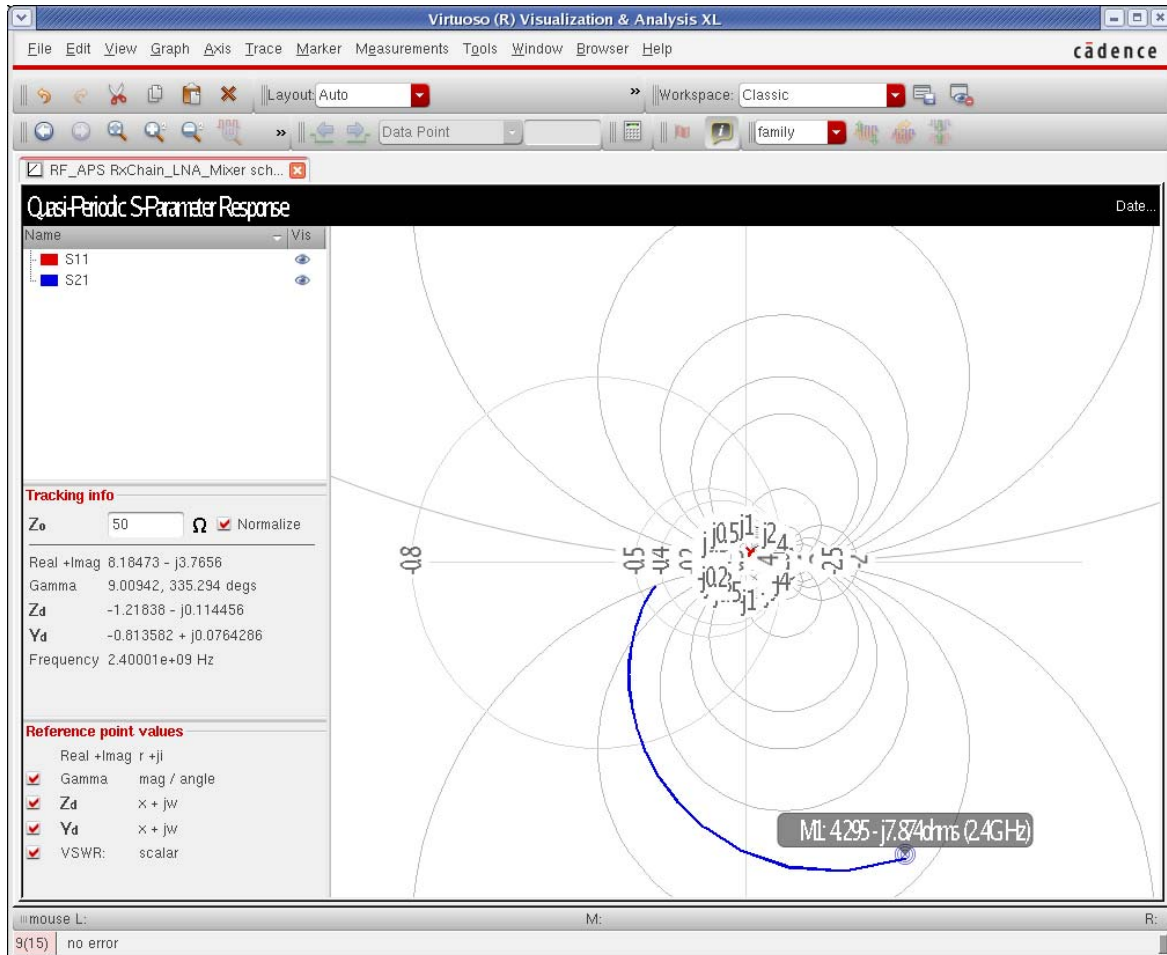 Virtuoso (R) Visualization & Analysis XL
File Edit View Graph Axis Trace Marker Measurements Tools Window Browser Help
cādence
Layout: Auto » Workspace: Classic
» Data Point family
RF_APS RxChain_LNA_Mixer sch...
Quasi-Periodic S-Parameter Response Date...
Name Vis
S11
S21
j0.5 j1 j2 4
-0.8 -0.5 -0.4 -0.2 4 -2.5 -2
-j0.2 -j4
j1
Tracking info
Zo 50 Ω Normalize
Real +Imag 8.18473 - j3.7656
Gamma 9.00942, 335.294 degs
Zd -1.21838 - j0.114456
Yd -0.813582 + j0.0764286
Frequency 2.40001e+09 Hz
Reference point values
Real +Imag r +ji
Gamma mag / angle
Zd x + jw
Yd x + jw
VSWR: scalar
M1: 4.295 - j7.874ohms (2.4GHz)
mouse L: M: R:
9(15) no error